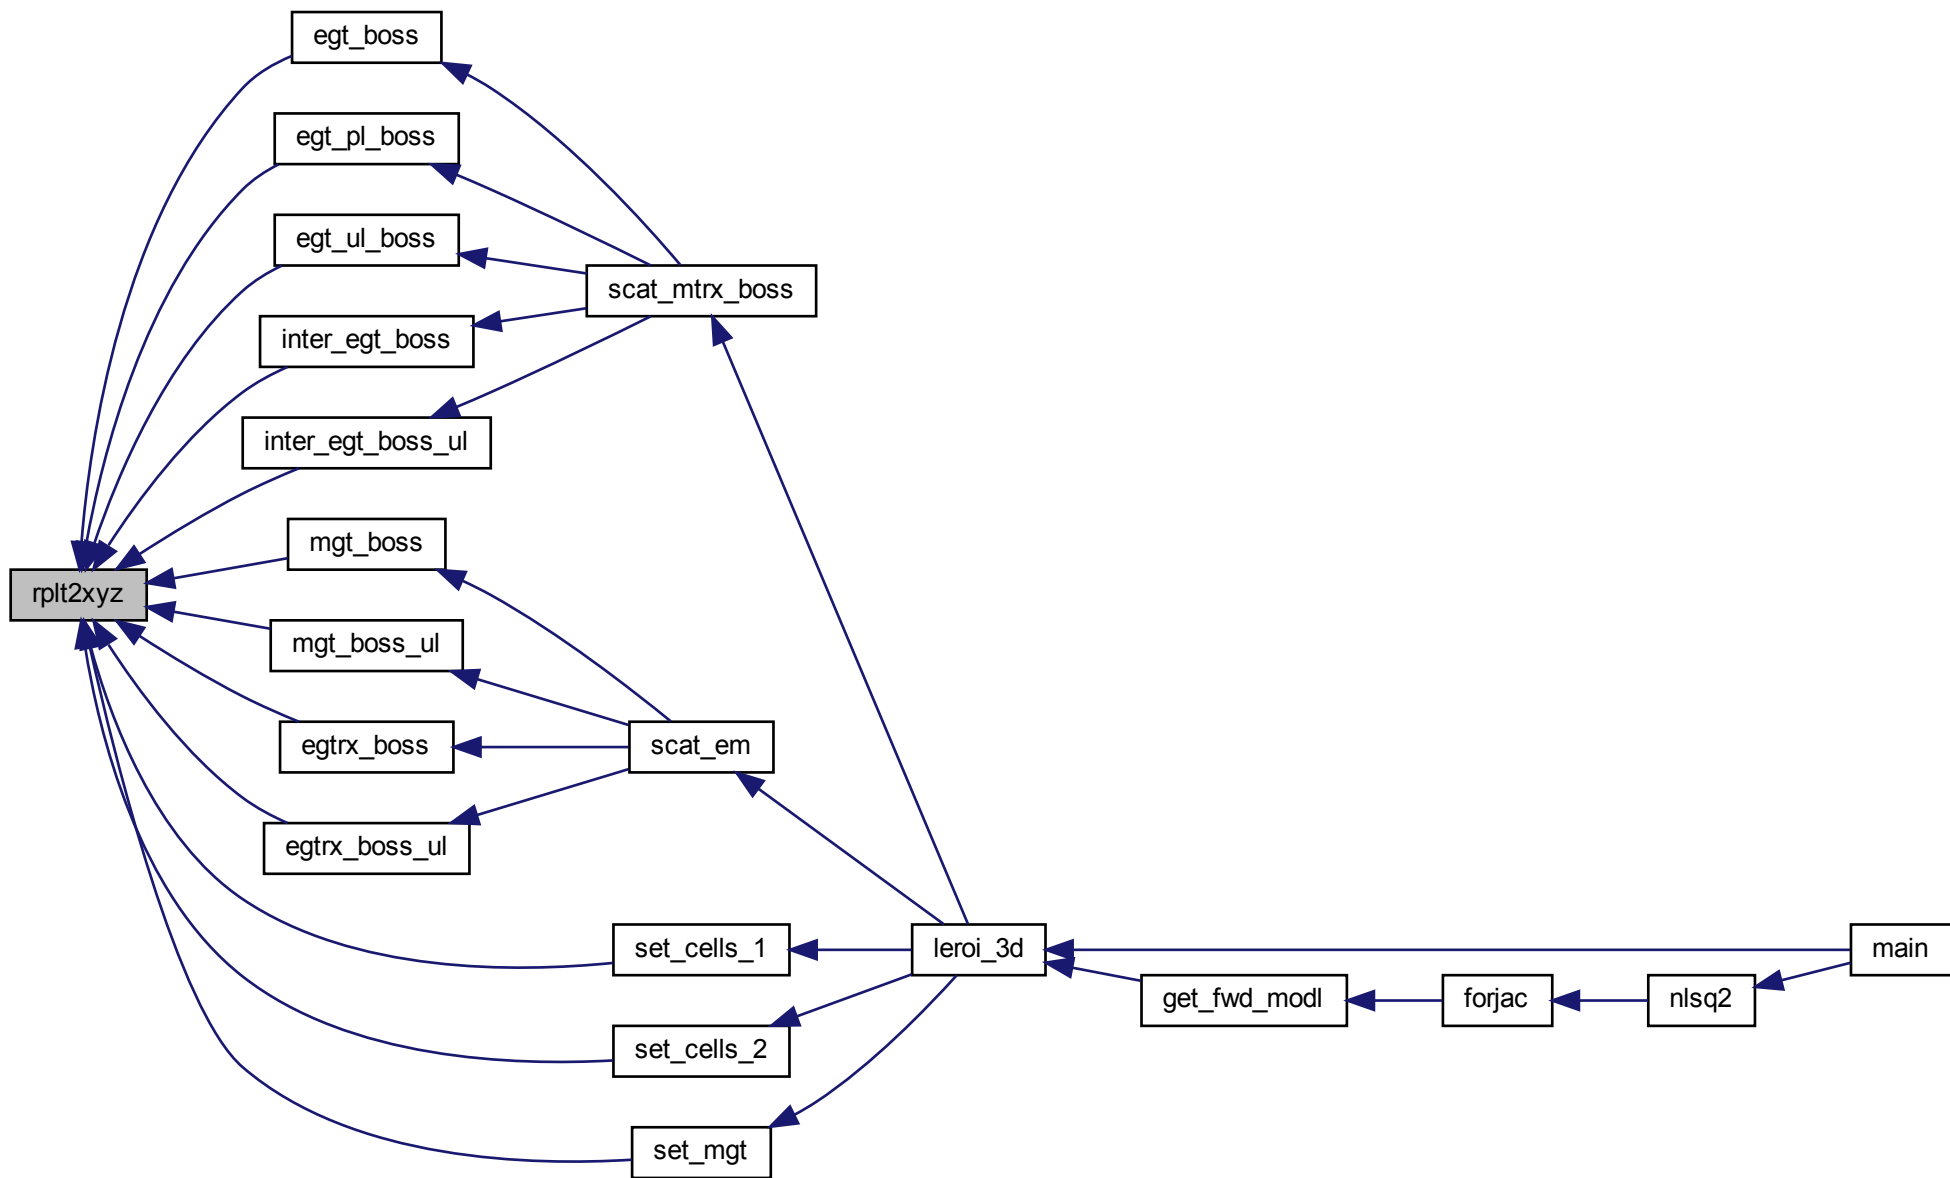 egt_boss
egt_pl_boss
egt_ul_boss
scat_mtrx_boss
inter_egt_boss
inter_egt_boss_ul
mgt_boss
rplt2xyz
mgt_boss_ul
egtrx_boss
scat_em
egtrx_boss_ul
set_cells_1
leroi_3d
main
get_fwd_modl
forjac
nlsq2
set_cells_2
set_mgt